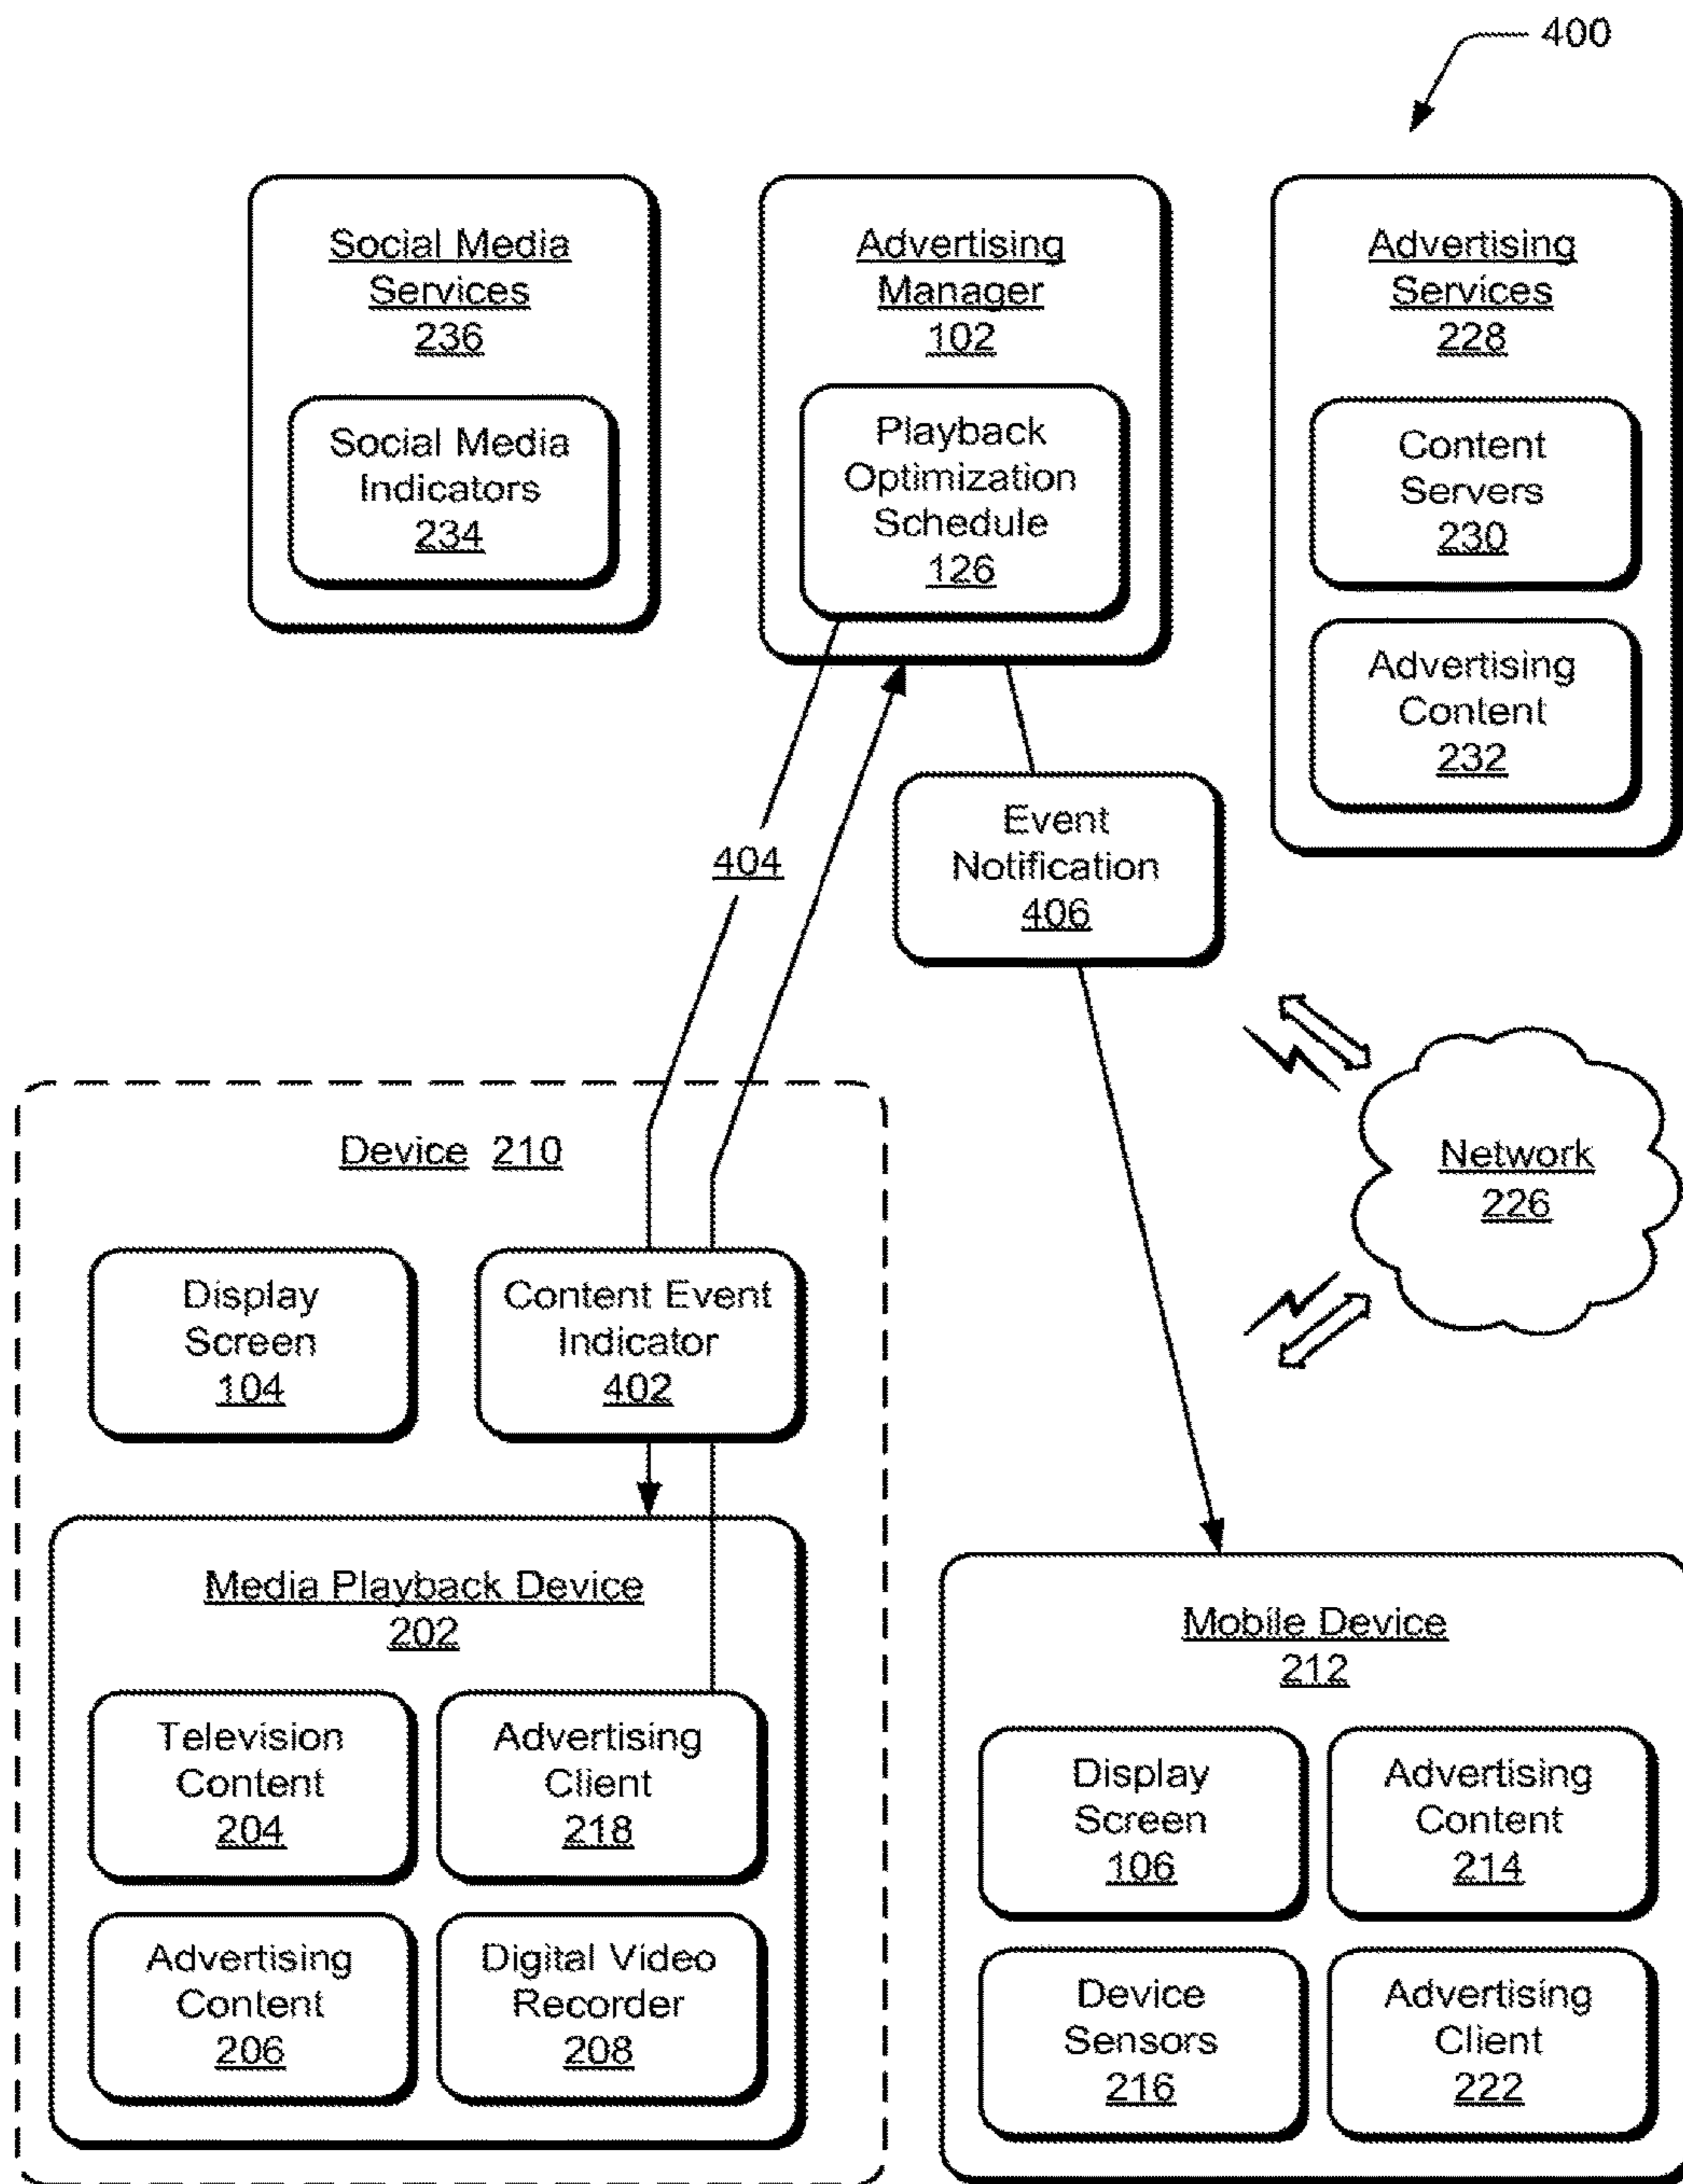 400
Social Media
Services
236
Social Media
Indicators
234
Advertising
Manager
102
Playback
Optimization
Schedule
126
Advertising
Services
228
Content
Servers
230
Advertising
Content
232
404
Event
Notification
406
Network
226
Device 210
Display
Screen
104
Content Event
Indicator
402
Media Playback Device
202
Television
Content
204
Advertising
Client
218
Advertising
Content
206
Digital Video
Recorder
208
Mobile Device
212
Display
Screen
106
Advertising
Content
214
Device
Sensors
216
Advertising
Client
222